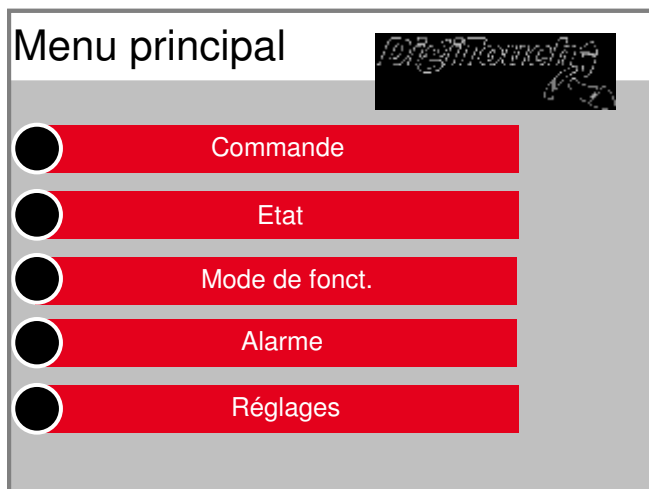 Menu principal
DigiTouch
Commande
Etat
Mode de fonct.
Alarme
Réglages